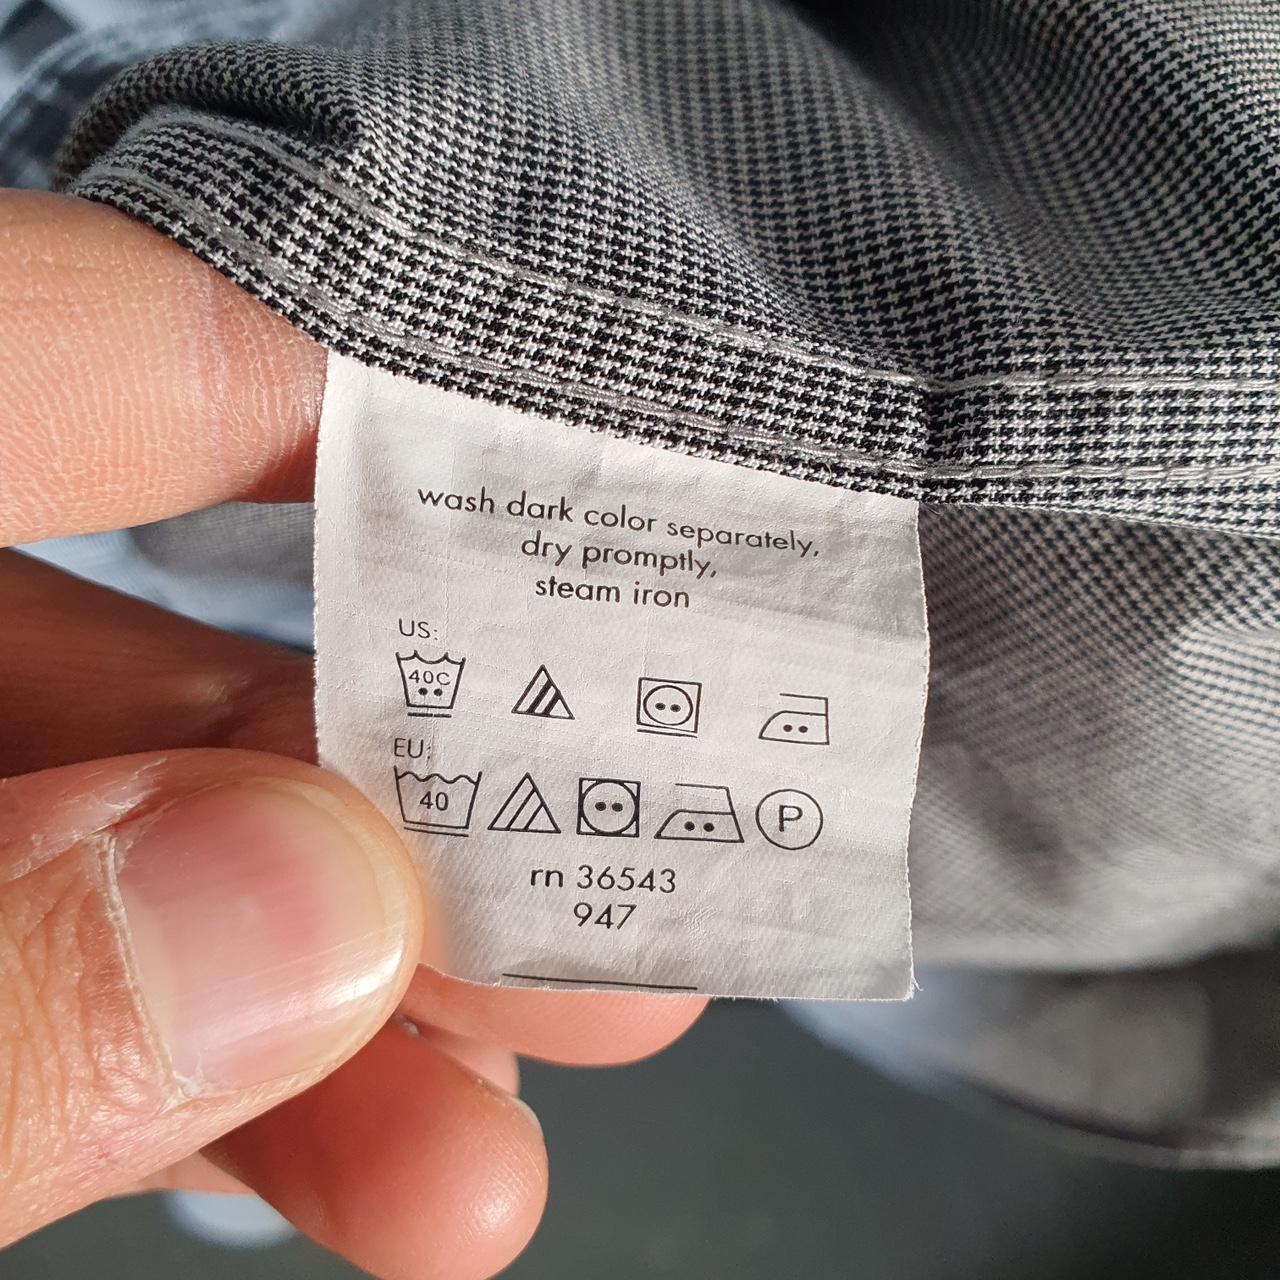 wash dark color separately,
dry promptly,
steam iron
US:
40C
EU:
40
P
rn 36543
947